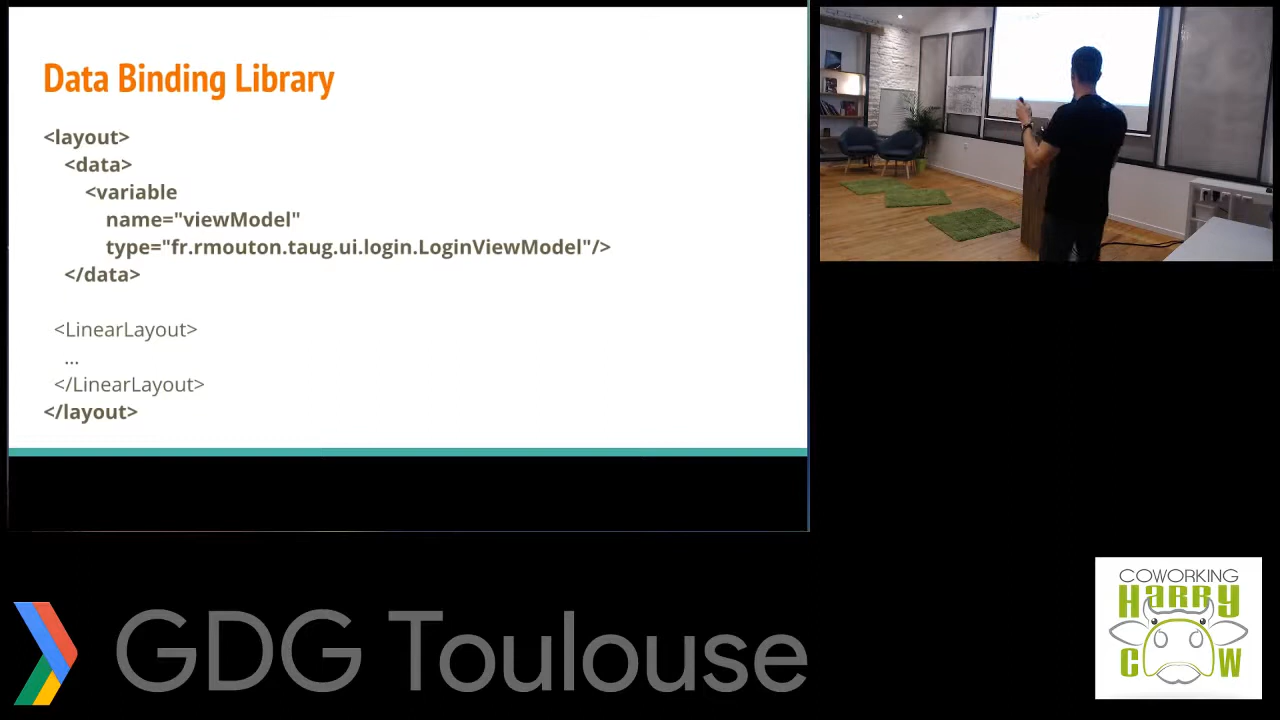 Data Binding Library
<layout>
<data>
<variable
name="viewModel"
type="fr.rmouton.taug.ui.login.LoginViewModel"/>
</data>
<LinearLayout>
...
</LinearLayout>
</layout>
GDG Toulouse
COWORKING
HARRY
COW